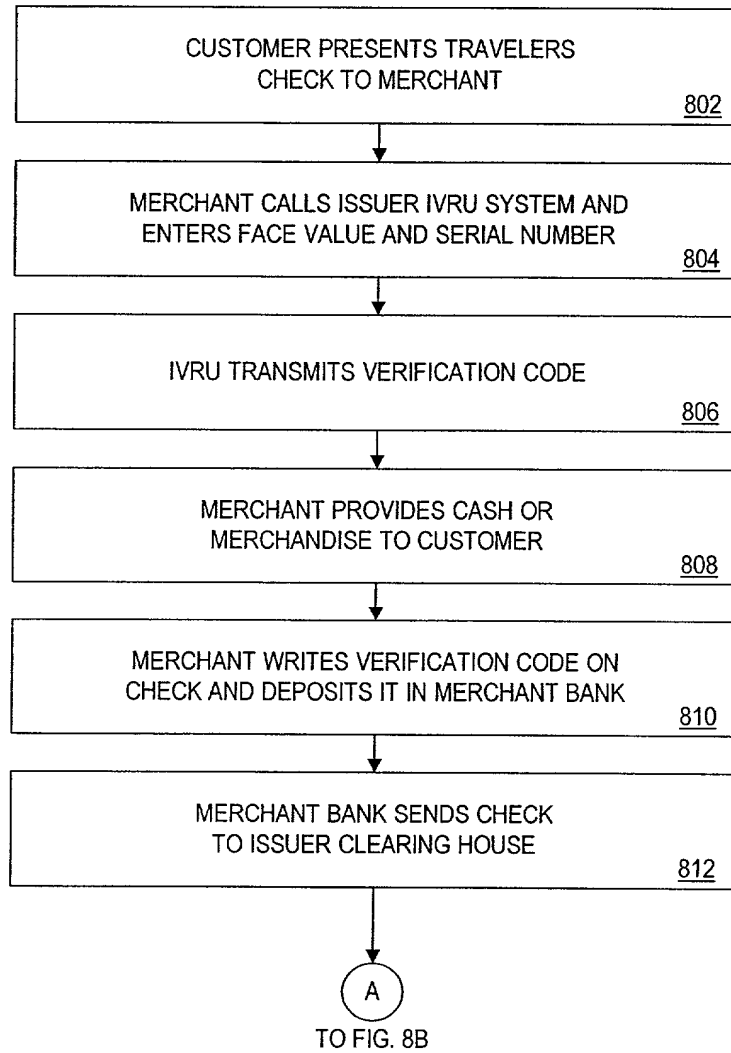 CUSTOMER PRESENTS TRAVELERS
CHECK TO MERCHANT
802
MERCHANT CALLS ISSUER IVRU SYSTEM AND
ENTERS FACE VALUE AND SERIAL NUMBER
804
IVRU TRANSMITS VERIFICATION CODE
806
MERCHANT PROVIDES CASH OR
MERCHANDISE TO CUSTOMER
808
MERCHANT WRITES VERIFICATION CODE ON
CHECK AND DEPOSITS IT IN MERCHANT BANK
810
MERCHANT BANK SENDS CHECK
TO ISSUER CLEARING HOUSE
812
A
TO FIG. 8B